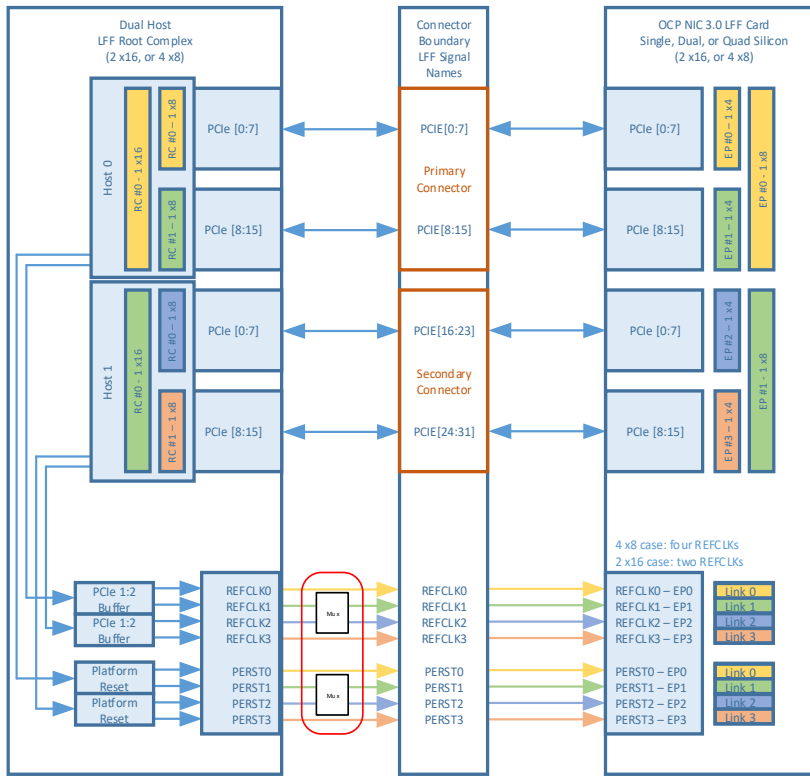 Dual Host
LFF Root Complex
(2 x16, or 4 x8)
Connector
Boundary
LFF Signal
Names
OCP NIC 3.0 LFF Card
Single, Dual, or Quad Silicon
(2 x16, or 4 x8)
Host 0
RC #0 – 1 x16
RC #0 – 1 x8
PCIe [0:7]
PCIE[0:7]
PCIe [0:7]
EP #0 – 1 x4
EP #0 - 1 x8
Primary
Connector
RC #1 – 1 x8
PCIe [8:15]
PCIE[8:15]
PCIe [8:15]
EP #1 – 1 x4
Host 1
RC #0 – 1 x16
RC #0 – 1 x8
PCIe [0:7]
PCIE[16:23]
PCIe [0:7]
EP #2 – 1 x4
EP #1 - 1 x8
Secondary
Connector
RC #1 – 1 x8
PCIe [8:15]
PCIE[24:31]
PCIe [8:15]
EP #3 – 1 x4
4 x8 case: four REFCLKs
2 x16 case: two REFCLKs
PCIe 1:2
Buffer
PCIe 1:2
Buffer
REFCLK0
REFCLK1
REFCLK2
REFCLK3
Mux
REFCLK0
REFCLK1
REFCLK2
REFCLK3
REFCLK0 – EP0
REFCLK1 – EP1
REFCLK2 – EP2
REFCLK3 – EP3
Link 0
Link 1
Link 2
Link 3
Platform
Reset
Platform
Reset
PERST0
PERST1
PERST2
PERST3
Mux
PERST0
PERST1
PERST2
PERST3
PERST0 – EP0
PERST1 – EP1
PERST2 – EP2
PERST3 – EP3
Link 0
Link 1
Link 2
Link 3